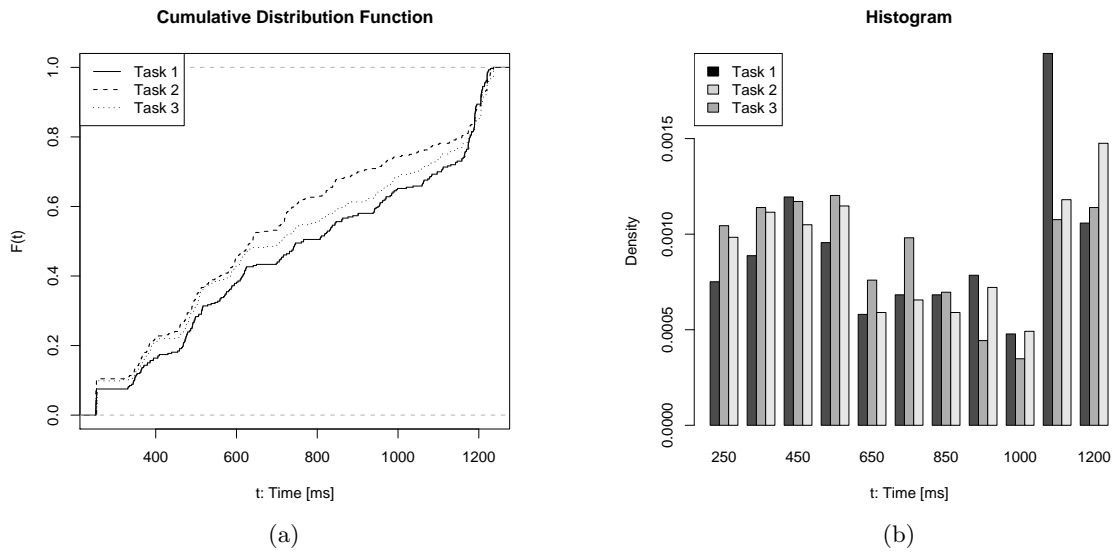 Cumulative Distribution Function
Task 1
Task 2
Task 3
F(t)
1.0
0.8
0.6
0.4
0.2
0.0
400 600 800 1000 1200
t: Time [ms]
(a)
Histogram
Task 1
Task 2
Task 3
Density
0.0015
0.0010
0.0005
0.0000
250 450 650 850 1000 1200
t: Time [ms]
(b)